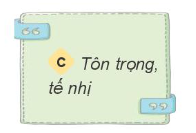 C Tôn trọng,
tế nhị